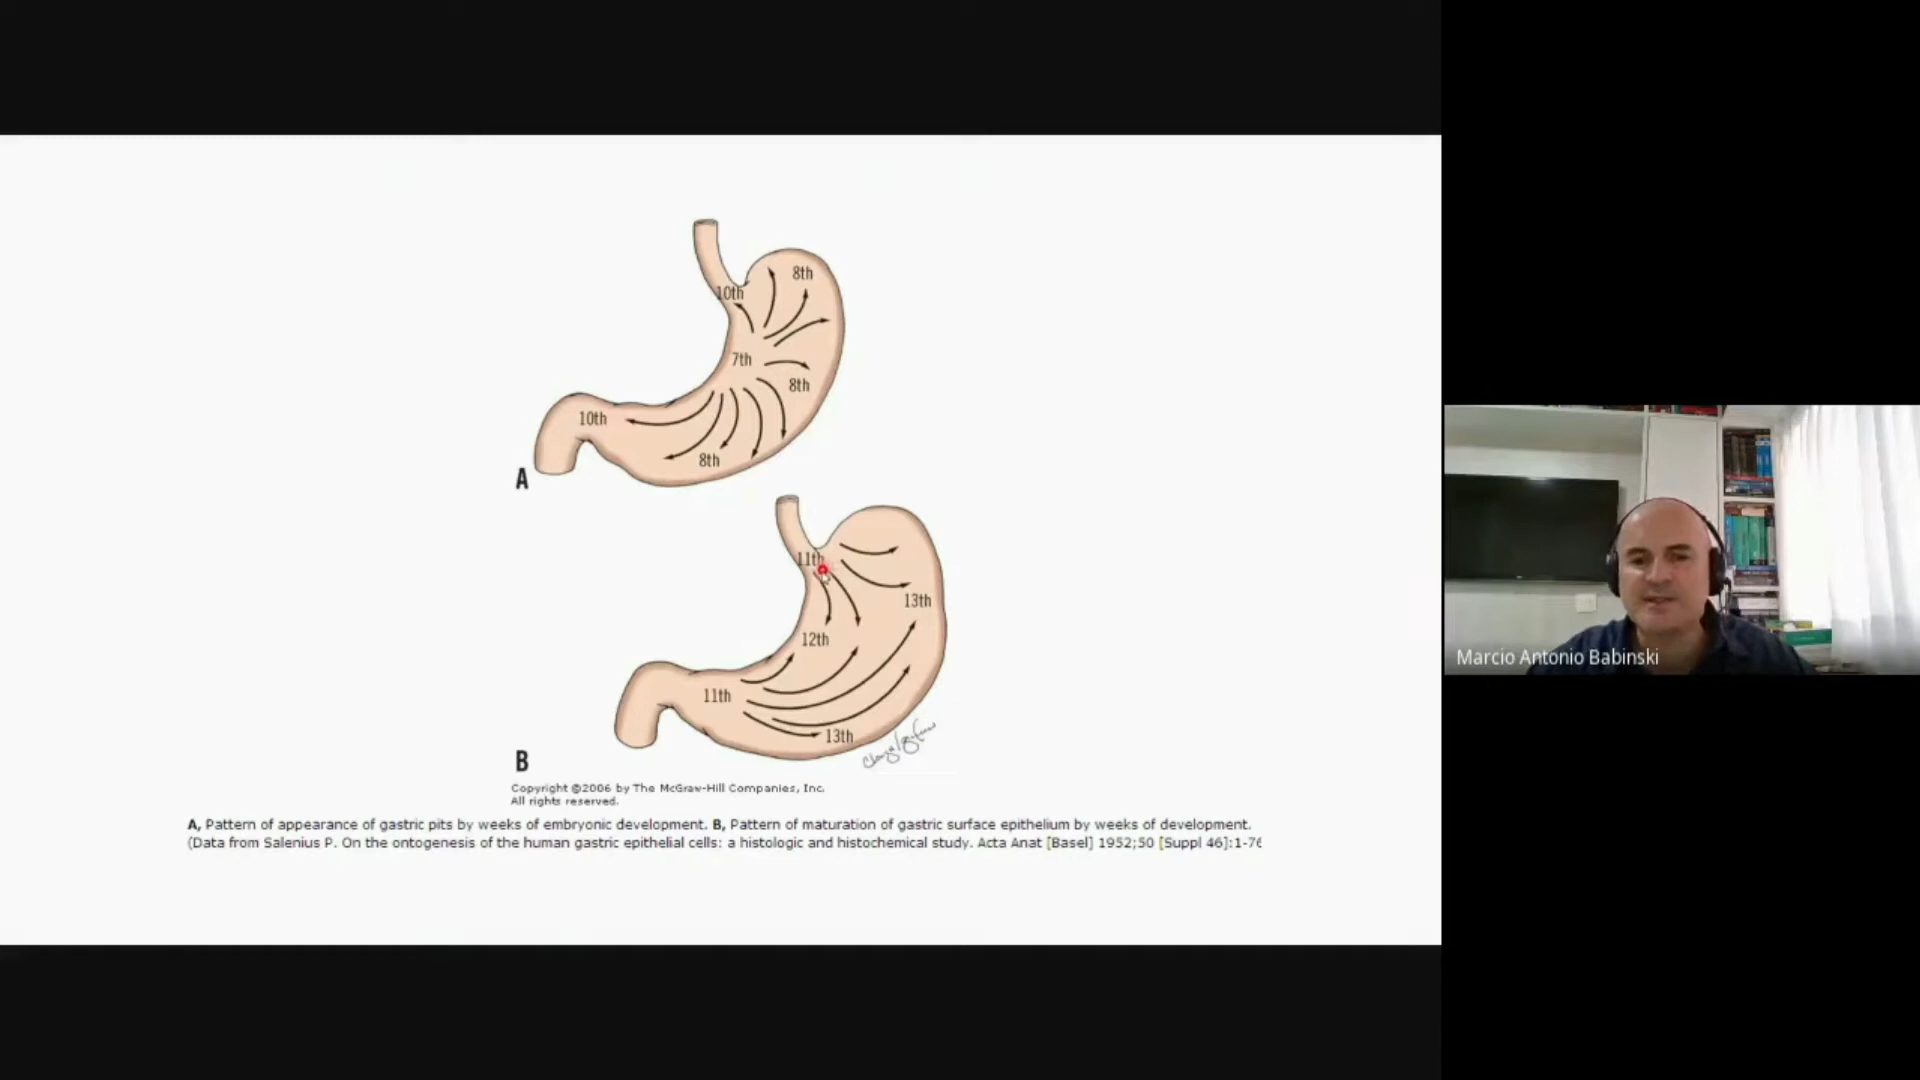 8th
10th
7th
8th
10th
8th
A
11th
13th
12th
11th
13th
B
Copyright ©2006 by The McGraw-Hill Companies, Inc.
All rights reserved.
A, Pattern of appearance of gastric pits by weeks of embryonic development. B, Pattern of maturation of gastric surface epithelium by weeks of development.
(Data from Salenius P. On the ontogenesis of the human gastric epithelial cells: a histologic and histochemical study. Acta Anat [Basel] 1952;50 [Suppl 46]:1-76
Marcio Antonio Babinski